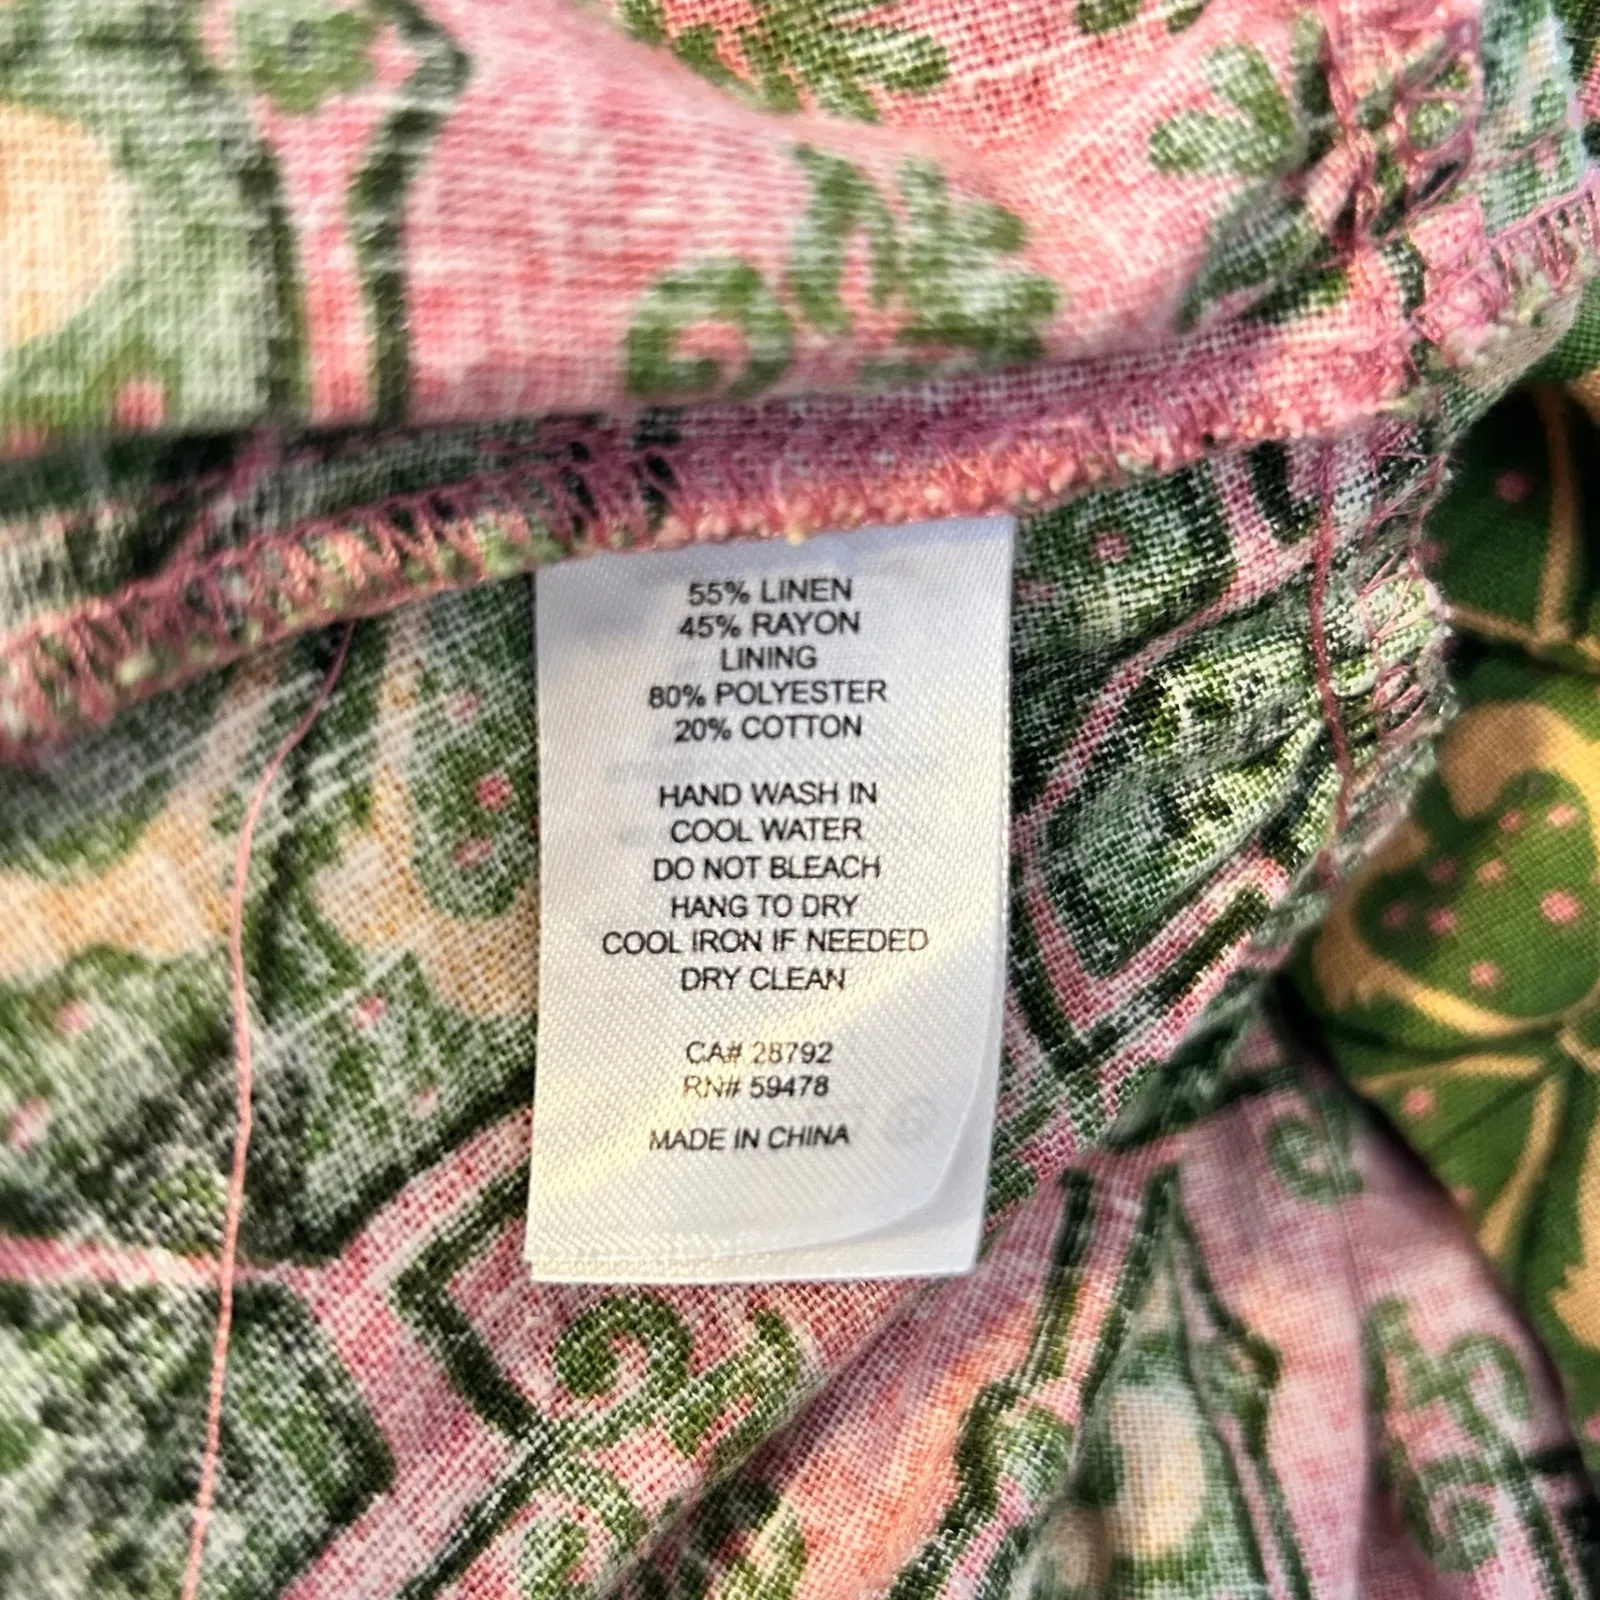 55% LINEN
45% RAYON
LINING
80% POLYESTER
20% COTTON
HAND WASH IN
COOL WATER
DO NOT BLEACH
HANG TO DRY
COOL IRON IF NEEDED
DRY CLEAN
CA# 28792
RN# 59478
MADE IN CHINA